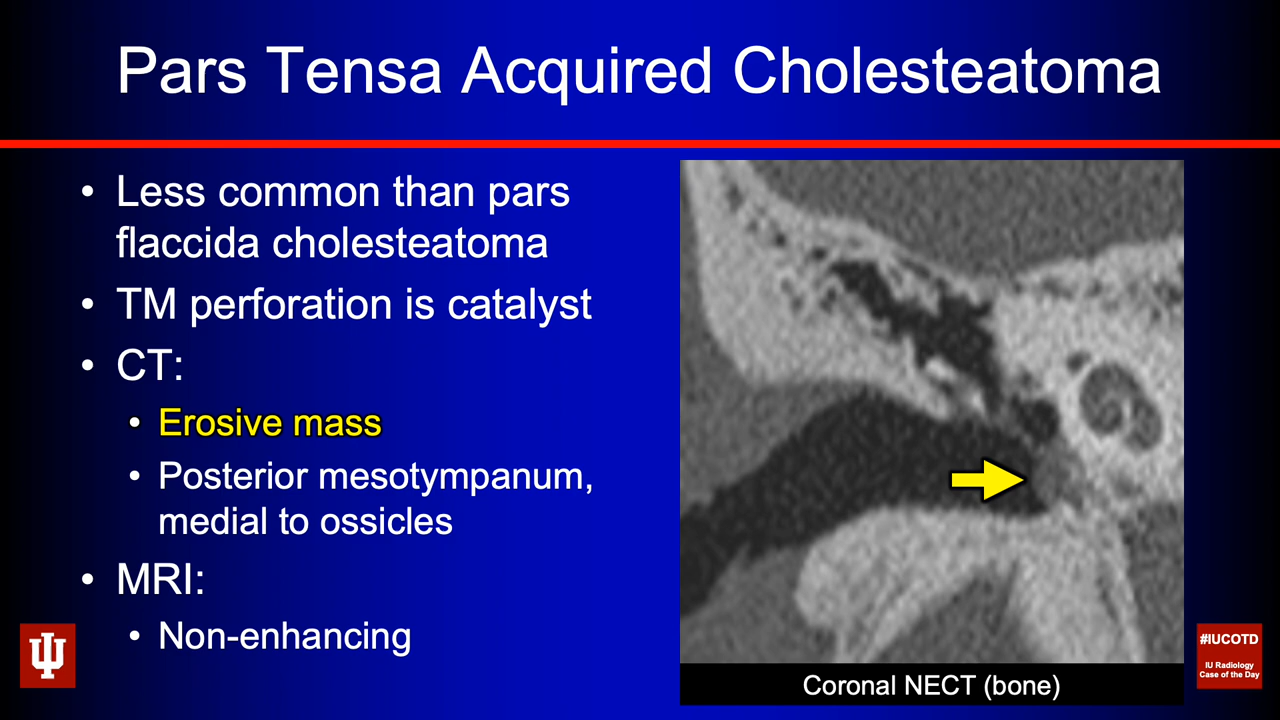 Pars Tensa Acquired Cholesteatoma
• Less common than pars
flaccida cholesteatoma
• TM perforation is catalyst
• CT:
• Erosive mass
• Posterior mesotympanum,
medial to ossicles
• MRI:
• Non-enhancing
Coronal NECT (bone)
#IUCOTD
IU Radiology
Case of the Day